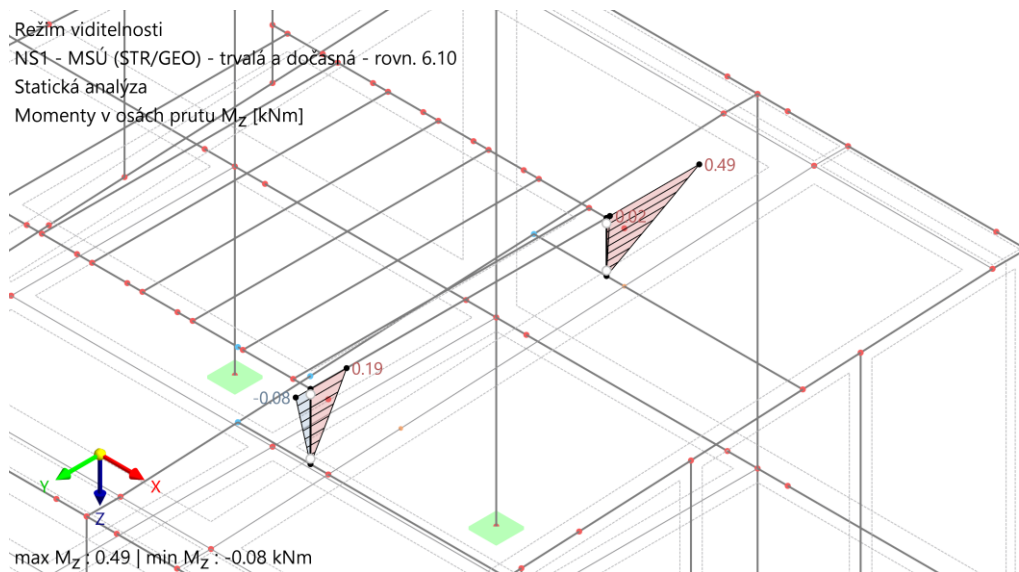 Režim viditelnosti
NS1 - MSÚ (STR/GEO) - trvalá a dočasná - rovn. 6.10
Statická analýza
Momenty v osách prutu Mz [kNm]
0.49
0.02
0.19
-0.08
Y
X
Z
max Mz : 0.49 | min Mz : -0.08 kNm